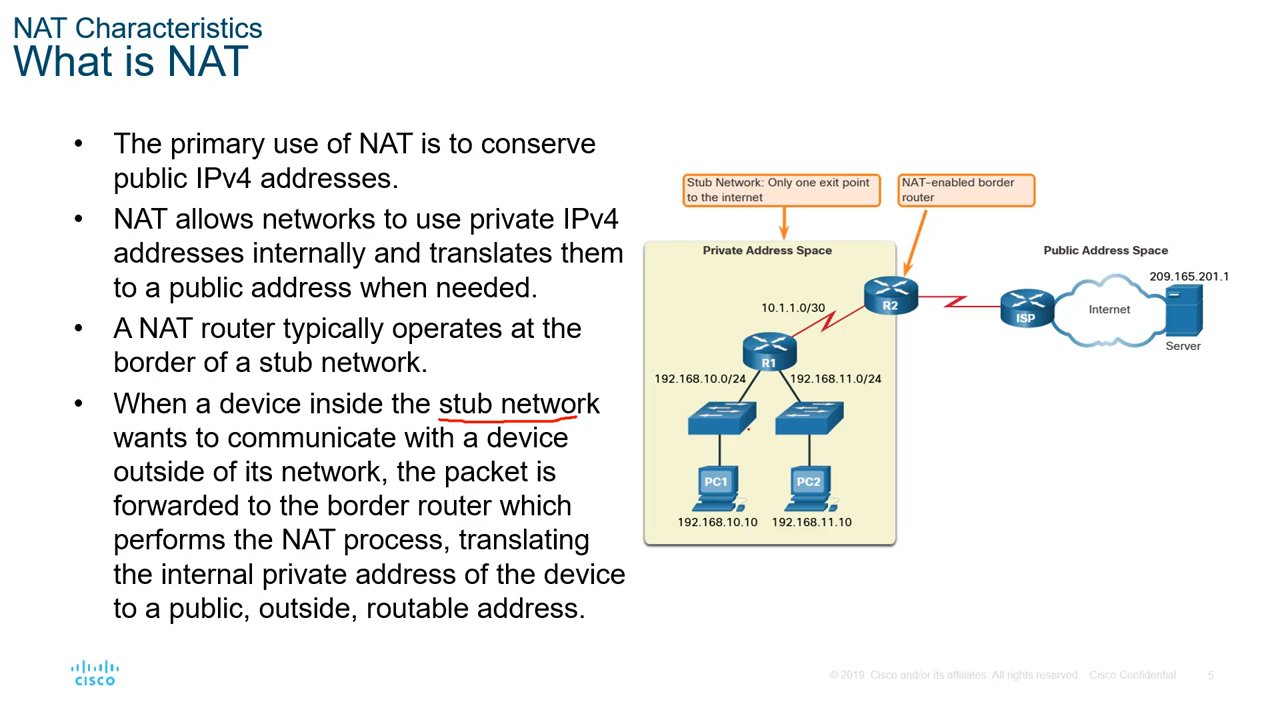 NAT Characteristics
What is NAT
• The primary use of NAT is to conserve
public IPv4 addresses.
• NAT allows networks to use private IPv4
addresses internally and translates them
to a public address when needed.
• A NAT router typically operates at the
border of a stub network.
• When a device inside the stub network
wants to communicate with a device
outside of its network, the packet is
forwarded to the border router which
performs the NAT process, translating
the internal private address of the device
to a public, outside, routable address.
Stub Network: Only one exit point
to the internet
NAT-enabled border
router
Private Address Space
Public Address Space
209.165.201.1
10.1.1.0/30
R2
ISP
Internet
Server
R1
192.168.10.0/24
192.168.11.0/24
PC1
PC2
192.168.10.10
192.168.11.10
CISCO
© 2019 Cisco and/or its affiliates. All rights reserved. Cisco Confidential
5